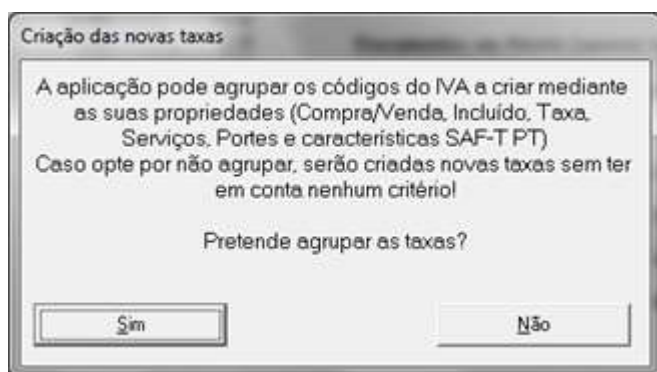 Criação das novas taxas
A aplicação pode agrupar os códigos do IVA a criar mediante
as suas propriedades (Compra/Venda, Incluído, Taxa,
Serviços, Portes e características SAF-T PT)
Caso opte por não agrupar, serão criadas novas taxas sem ter
em conta nenhum critério!
Pretende agrupar as taxas?
Sim
Não